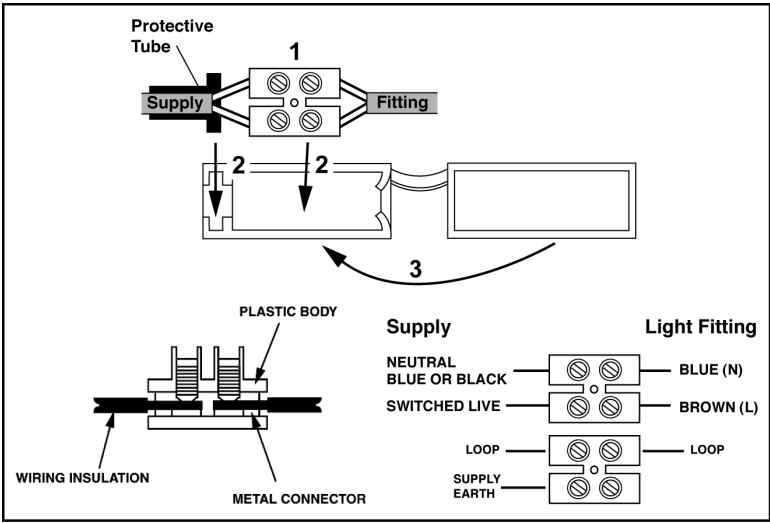 Protective
Tube
1
Supply
Fitting
2
2
3
PLASTIC BODY
WIRING INSULATION
METAL CONNECTOR
Supply
Light Fitting
NEUTRAL
BLUE OR BLACK
BLUE (N)
SWITCHED LIVE
BROWN (L)
LOOP
LOOP
SUPPLY
EARTH